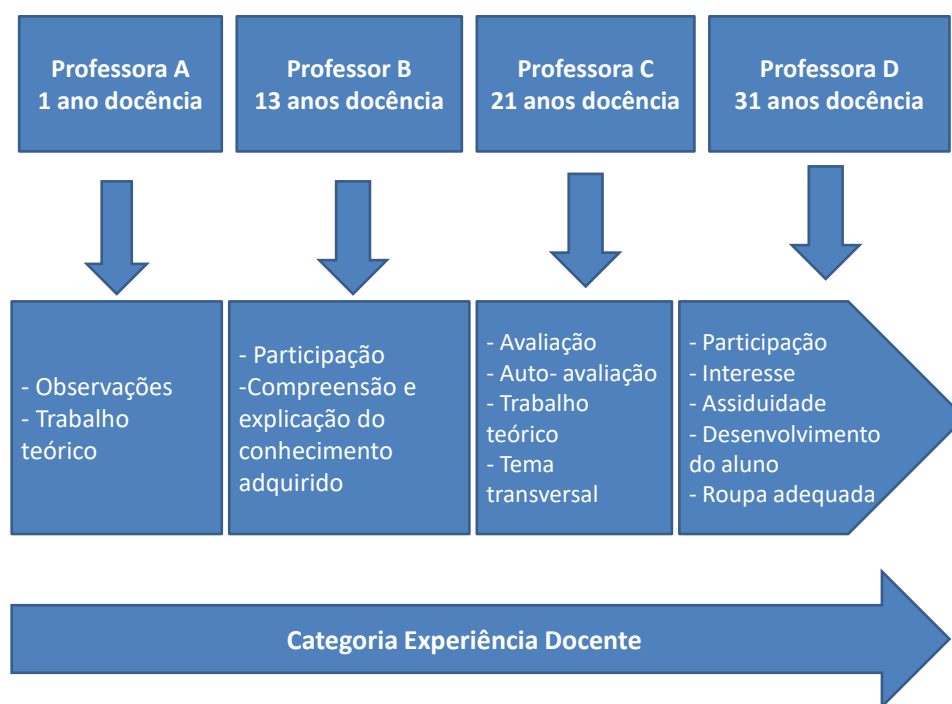 Professora A
1 ano docência
Professor B
13 anos docência
Professora C
21 anos docência
Professora D
31 anos docência
- Observações
- Trabalho
teórico
- Participação
-Compreensão e
explicação do
conhecimento
adquirido
- Avaliação
- Auto- avaliação
- Trabalho
teórico
- Tema
transversal
- Participação
- Interesse
- Assiduidade
- Desenvolvimento
do aluno
- Roupa adequada
Categoria Experiência Docente